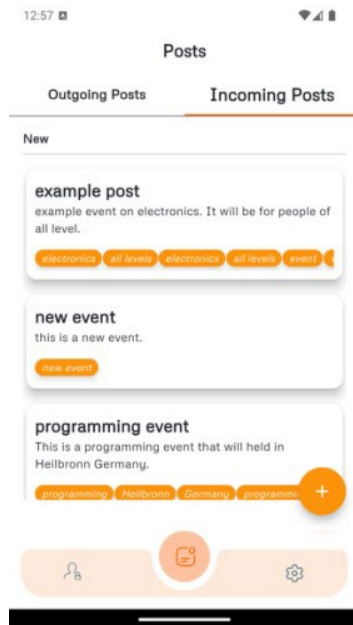 12:57
Posts
Outgoing Posts Incoming Posts
New
example post
example event on electronics. It will be for people of
all level.
electronics all levels electronics all levels event
new event
this is a new event.
new event
programming event
This is a programming event that will held in
Heilbronn Germany.
programming Heilbronn Germany
+